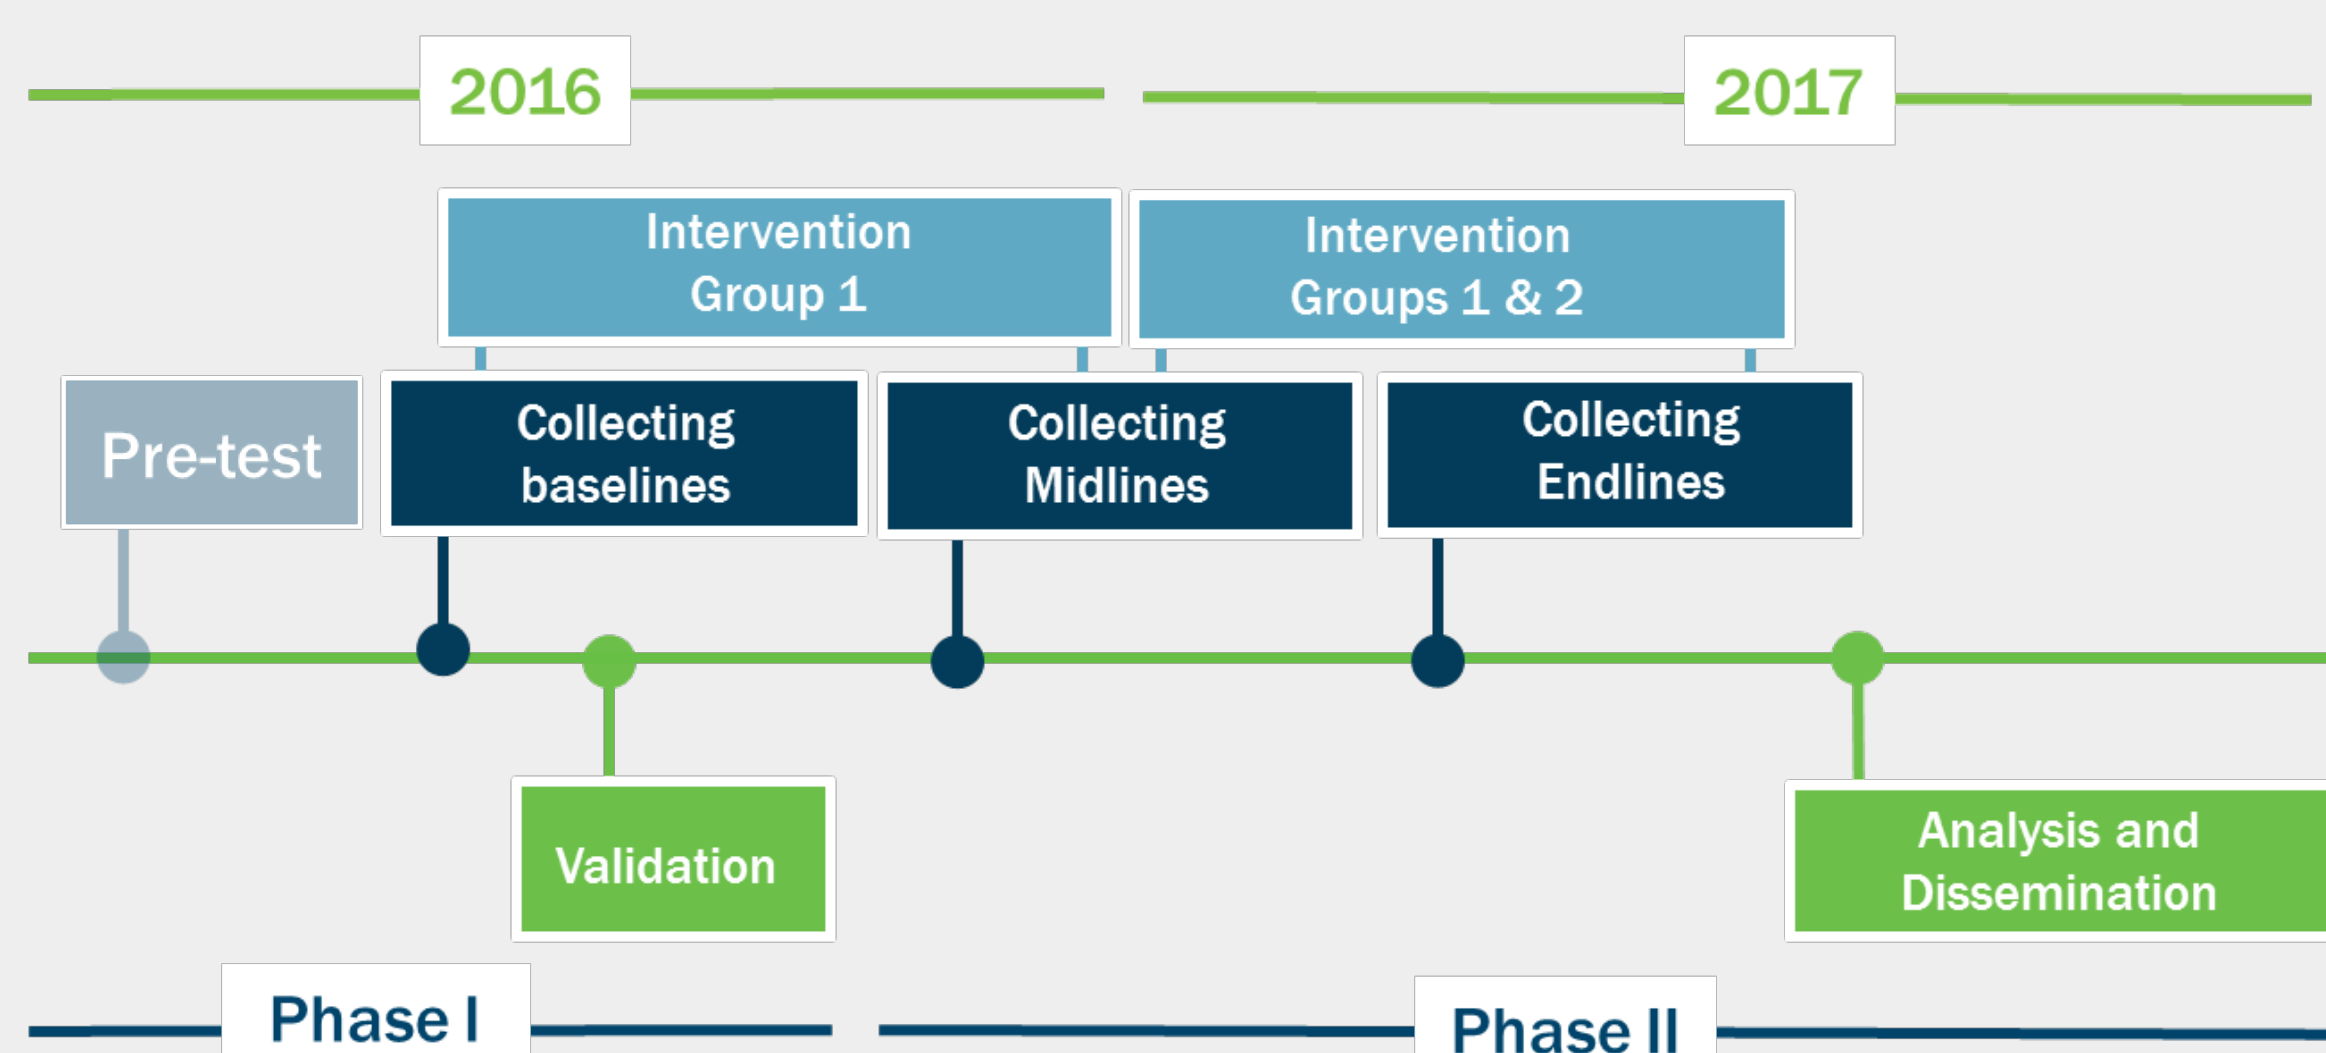 2016
2017
Intervention
Group 1
Intervention
Groups 1 & 2
Pre-test
Collecting
baselines
Collecting
Midlines
Collecting
Endlines
Validation
Analysis and
Dissemination
Phase I
Phase II